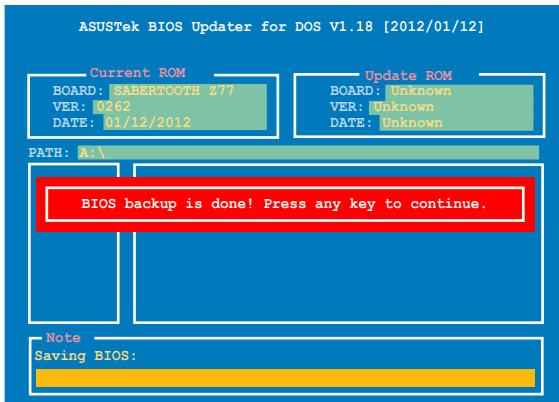 ASUSTek BIOS Updater for DOS V1.18 [2012/01/12]
Current ROM
BOARD: SABERTOOTH Z77
VER: 0262
DATE: 01/12/2012
Update ROM
BOARD: Unknown
VER: Unknown
DATE: Unknown
PATH: A:\
BIOS backup is done! Press any key to continue.
Note
Saving BIOS: